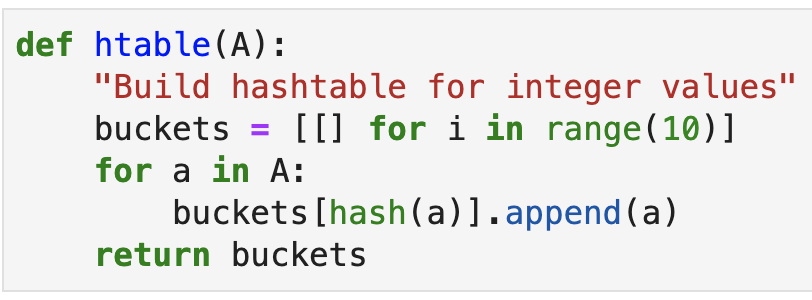 def htable(A):
    "Build hashtable for integer values"
    buckets = [[] for i in range(10)]
    for a in A:
        buckets[hash(a)].append(a)
    return buckets